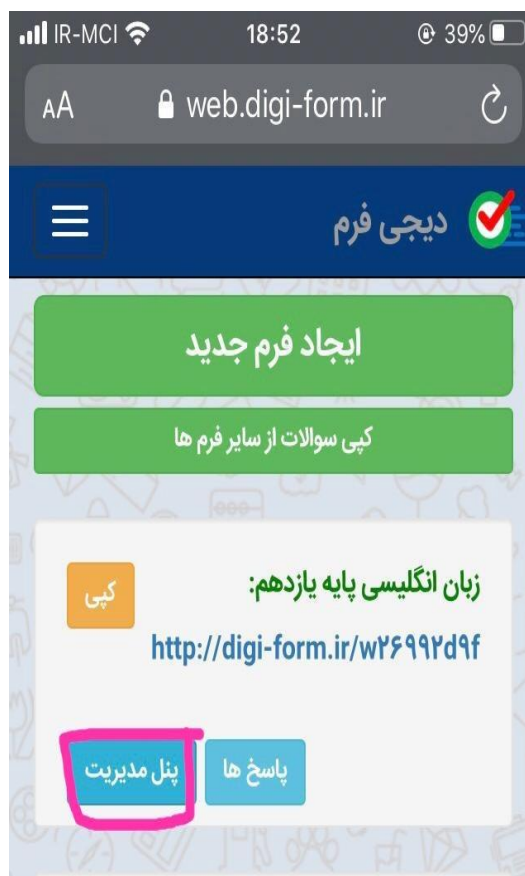 IR-MCI 18:52 39%
AA web.digi-form.ir
دیجی فرم
ایجاد فرم جدید
کپی سوالات از سایر فرم ها
زبان انگلیسی پایه یازدهم:
کپی
http://digi-form.ir/w۲۶۹۹۲d۹f
پاسخ ها
پنل مدیریت